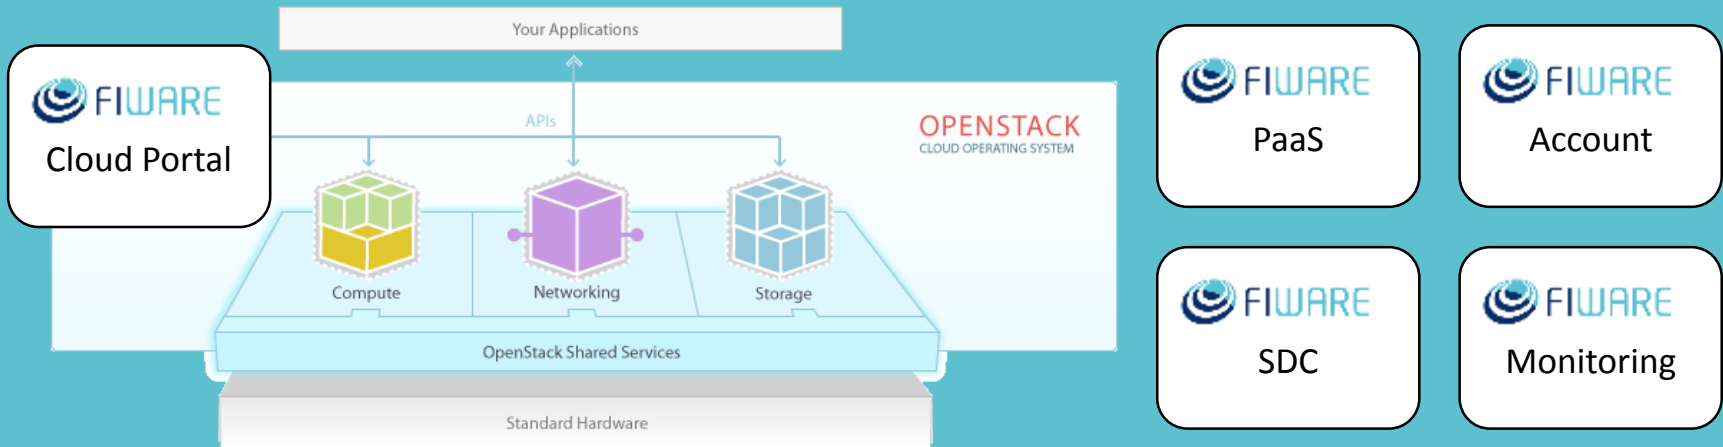 Your Applications
FIWARE
Cloud Portal
APIs
OPENSTACK
CLOUD OPERATING SYSTEM
Compute
Networking
Storage
OpenStack Shared Services
Standard Hardware
FIWARE
PaaS
FIWARE
Account
FIWARE
SDC
FIWARE
Monitoring